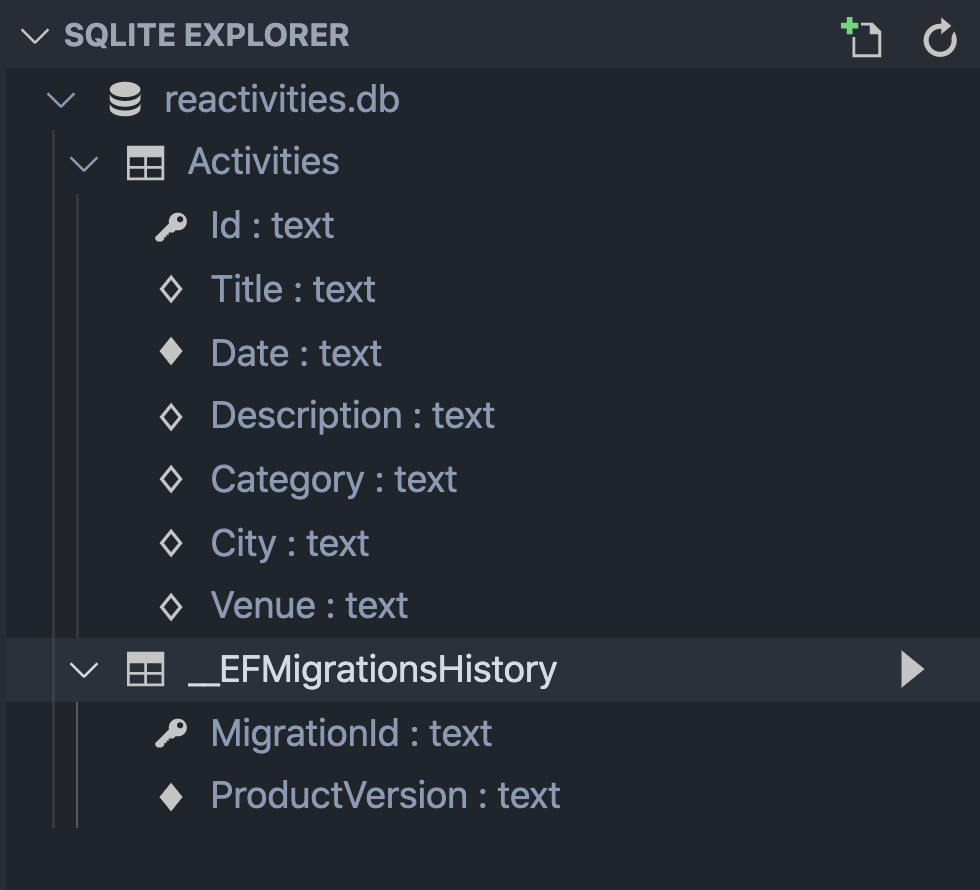 SQLITE EXPLORER
reactivities.db
Activities
Id : text
Title : text
Date : text
Description : text
Category : text
City : text
Venue : text
__EFMigrationsHistory
MigrationId : text
ProductVersion : text